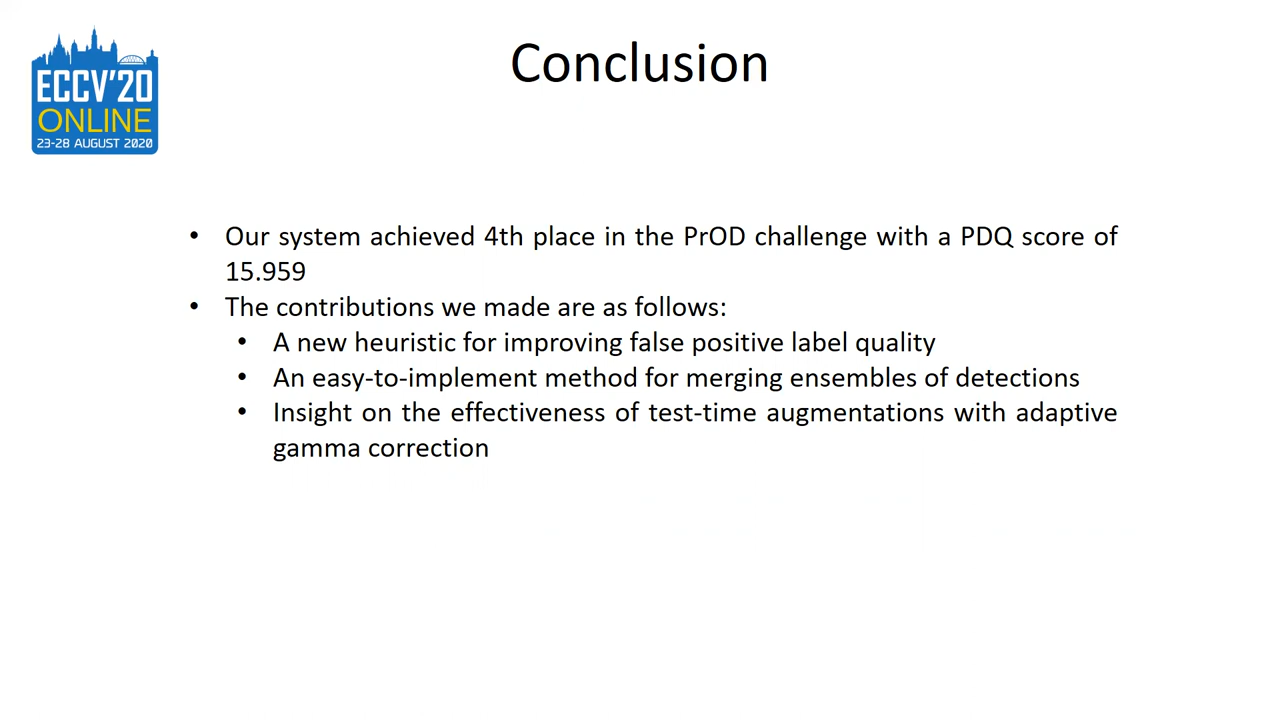 ECCV'20
ONLINE
23-28 AUGUST 2020
Conclusion
• Our system achieved 4th place in the PrOD challenge with a PDQ score of
15.959
• The contributions we made are as follows:
• A new heuristic for improving false positive label quality
• An easy-to-implement method for merging ensembles of detections
• Insight on the effectiveness of test-time augmentations with adaptive
gamma correction